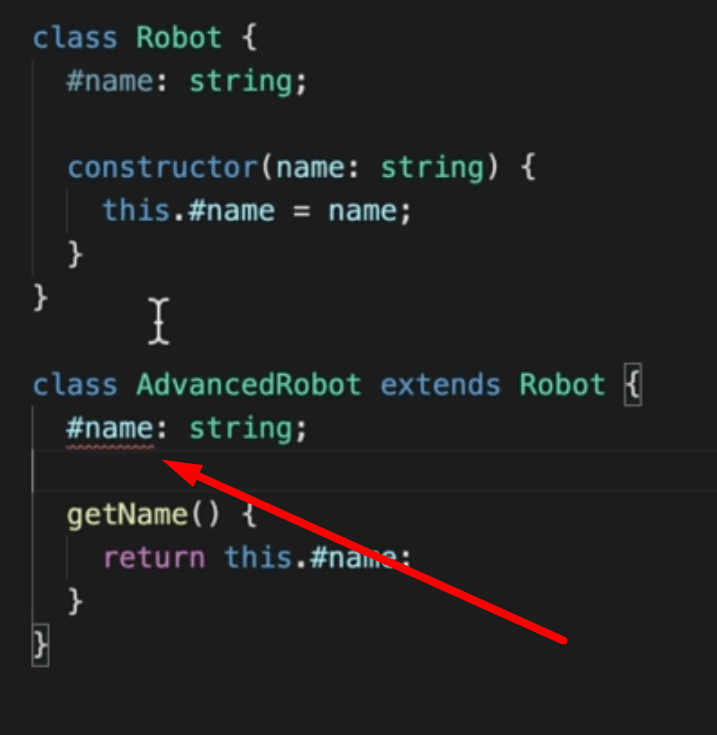 class Robot {
#name: string;
constructor(name: string) {
this.#name = name;
}
}
class AdvancedRobot extends Robot {
#name: string;
getName() {
return this.#name;
}
}